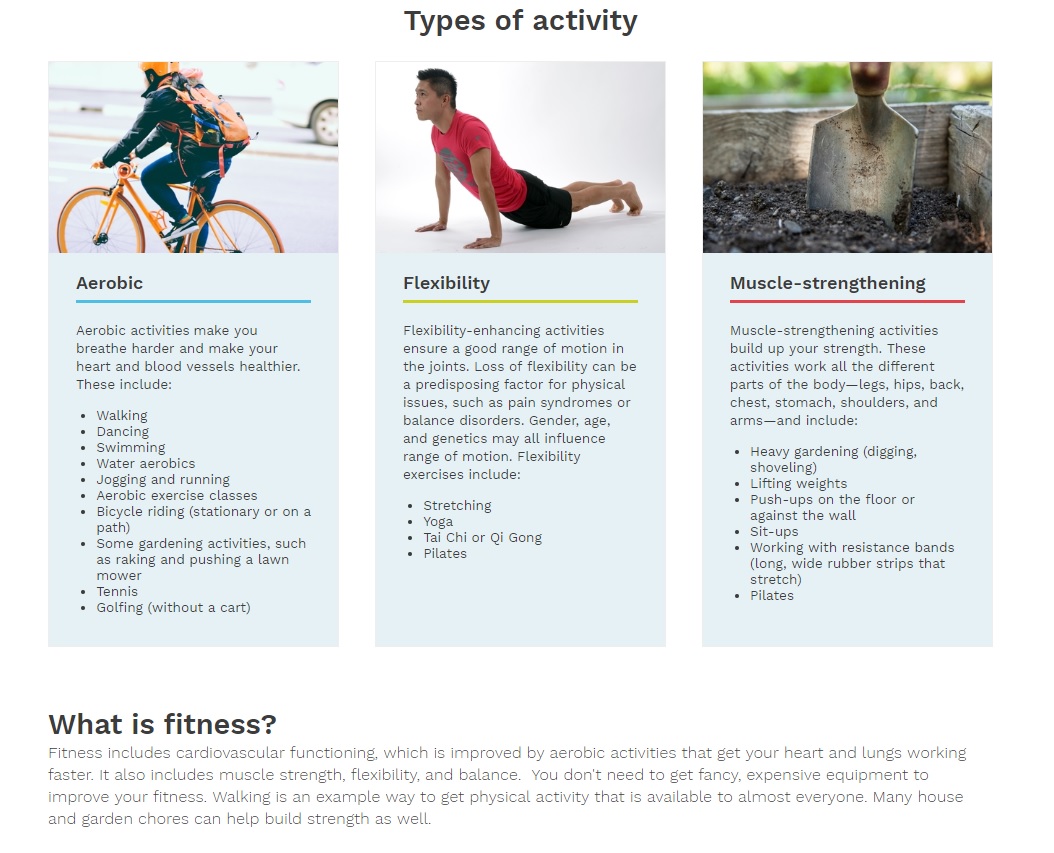 Types of activity
Aerobic
Aerobic activities make you
breathe harder and make your
heart and blood vessels healthier.
These include:
• Walking
• Dancing
• Swimming
• Water aerobics
• Jogging and running
• Aerobic exercise classes
• Bicycle riding (stationary or on a
path)
• Some gardening activities, such
as raking and pushing a lawn
mower
• Tennis
• Golfing (without a cart)
Flexibility
Flexibility-enhancing activities
ensure a good range of motion in
the joints. Loss of flexibility can be
a predisposing factor for physical
issues, such as pain syndromes or
balance disorders. Gender, age,
and genetics may all influence
range of motion. Flexibility
exercises include:
• Stretching
• Yoga
• Tai Chi or Qi Gong
• Pilates
Muscle-strengthening
Muscle-strengthening activities
build up your strength. These
activities work all the different
parts of the body—legs, hips, back,
chest, stomach, shoulders, and
arms—and include:
• Heavy gardening (digging,
shoveling)
• Lifting weights
• Push-ups on the floor or
against the wall
• Sit-ups
• Working with resistance bands
(long, wide rubber strips that
stretch)
• Pilates
What is fitness?
Fitness includes cardiovascular functioning, which is improved by aerobic activities that get your heart and lungs working
faster. It also includes muscle strength, flexibility, and balance.  You don't need to get fancy, expensive equipment to
improve your fitness. Walking is an example way to get physical activity that is available to almost everyone. Many house
and garden chores can help build strength as well.